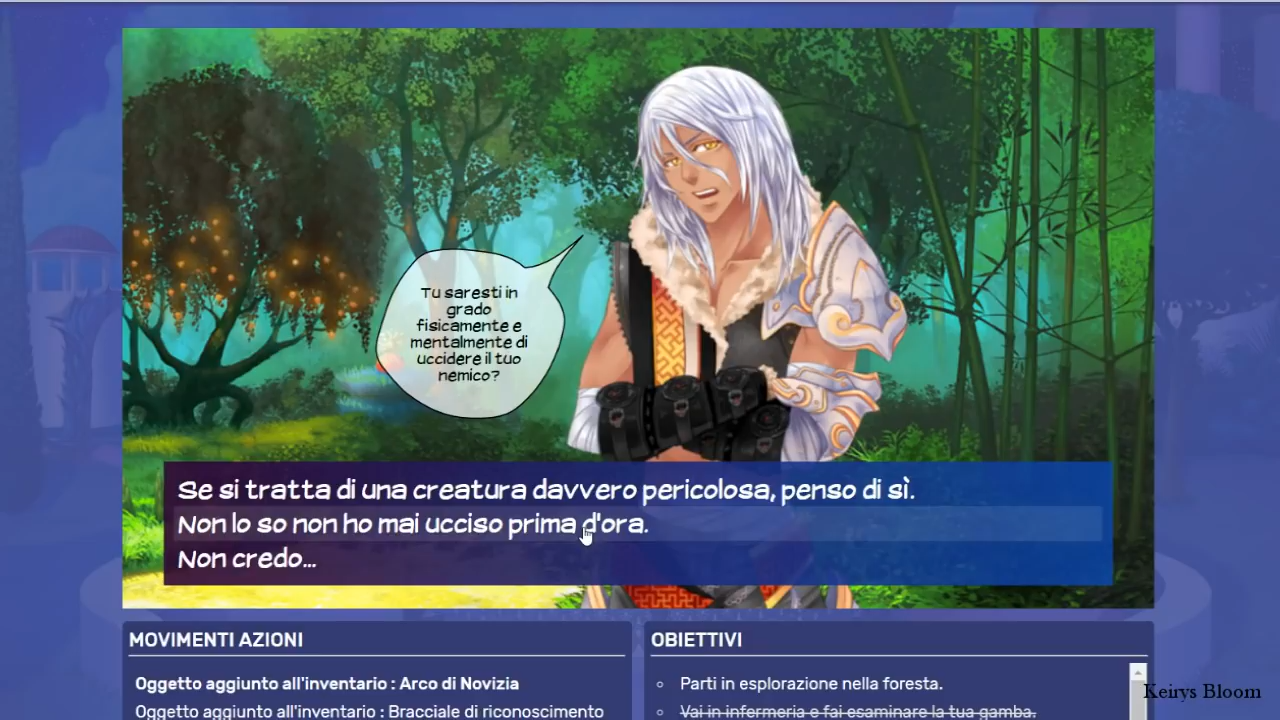 Tu saresti in
grado
fisicamente e
mentalmente di
uccidere il tuo
nemico?
Se si tratta di una creatura davvero pericolosa, penso di sì.
Non lo so non ho mai ucciso prima d'ora.
Non credo...
MOVIMENTI AZIONI
Oggetto aggiunto all'inventario : Arco di Novizia
Oggetto aggiunto all'inventario : Bracciale di riconoscimento
OBIETTIVI
Parti in esplorazione nella foresta.
Vai in infermeria e fai esaminare la tua gamba.
Keirys Bloom